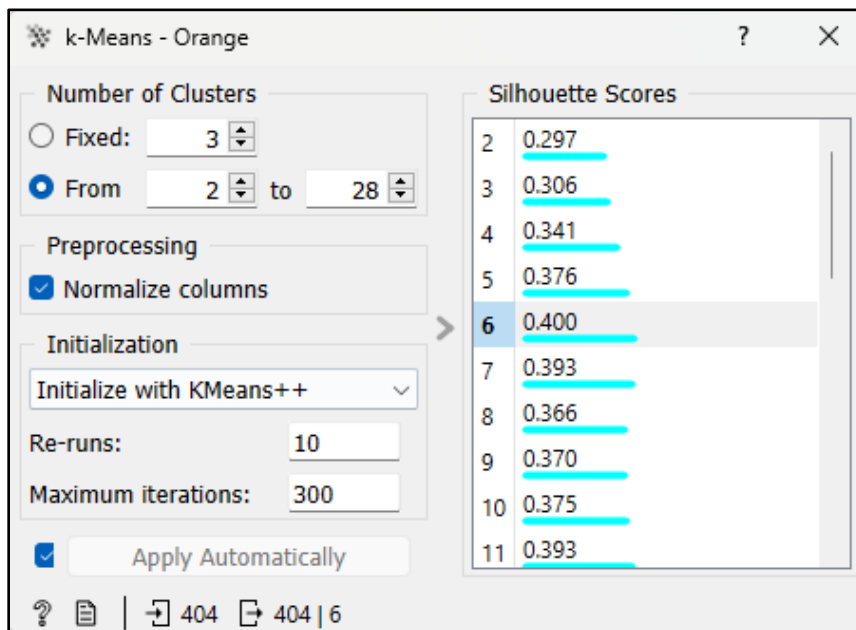 k-Means - Orange ? ×
Number of Clusters
Fixed: 3
From 2 to 28
Preprocessing
Normalize columns
Initialization
Initialize with KMeans++
Re-runs: 10
Maximum iterations: 300
Apply Automatically
? 404 404 | 6
Silhouette Scores
2 0.297
3 0.306
4 0.341
5 0.376
6 0.400
7 0.393
8 0.366
9 0.370
10 0.375
11 0.393